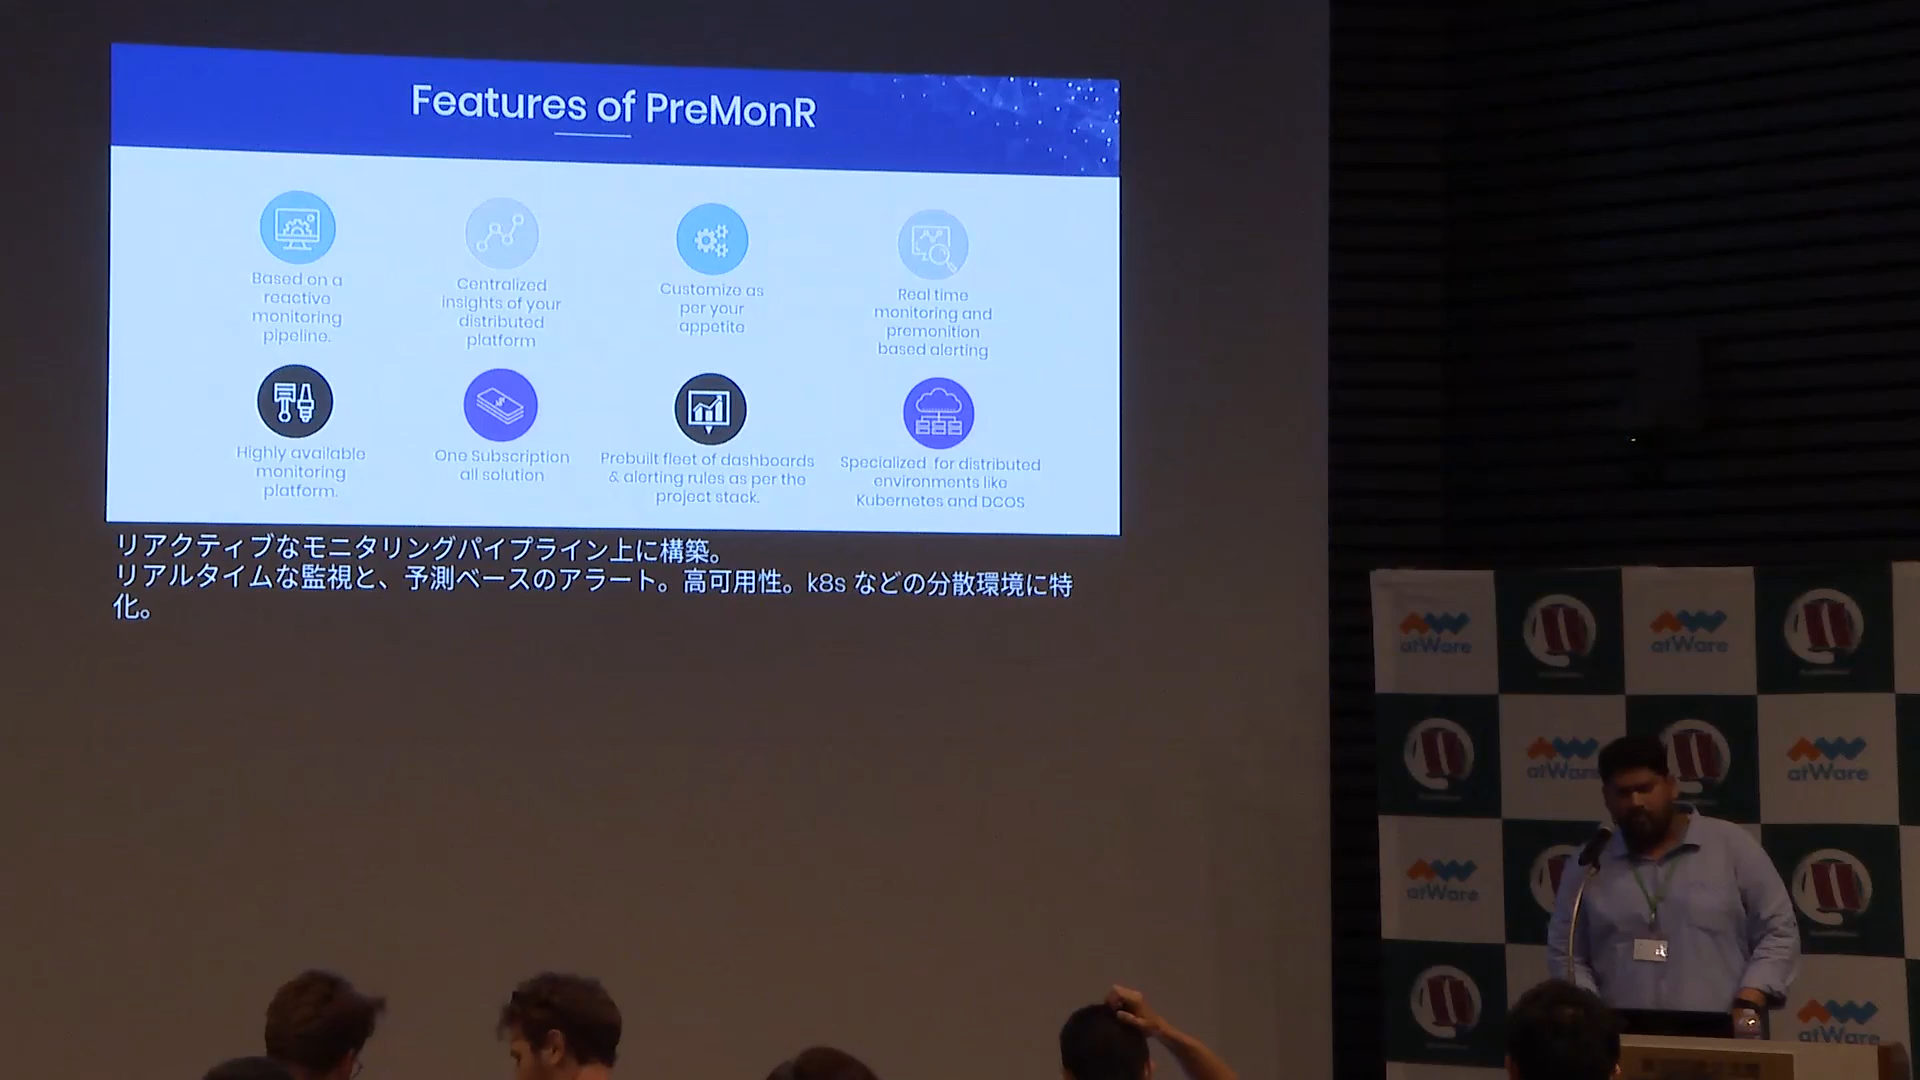 Features of PreMonR
Based on a
reactive
monitoring
pipeline.
Centralized
insights of your
distributed
platform
Customize as
per your
appetite
Real time
monitoring and
premonition
based alerting
Highly available
monitoring
platform.
One Subscription
all solution
Prebuilt fleet of dashboards
& alerting rules as per the
project stack.
Specialized for distributed
environments like
Kubernetes and DCOS
リアクティブなモニタリングパイプライン上に構築。
リアルタイムな監視と、予測ベースのアラート。高可用性。k8s などの分散環境に特
化。
atWare
atWare
atWare
atWare
atWare
atWare